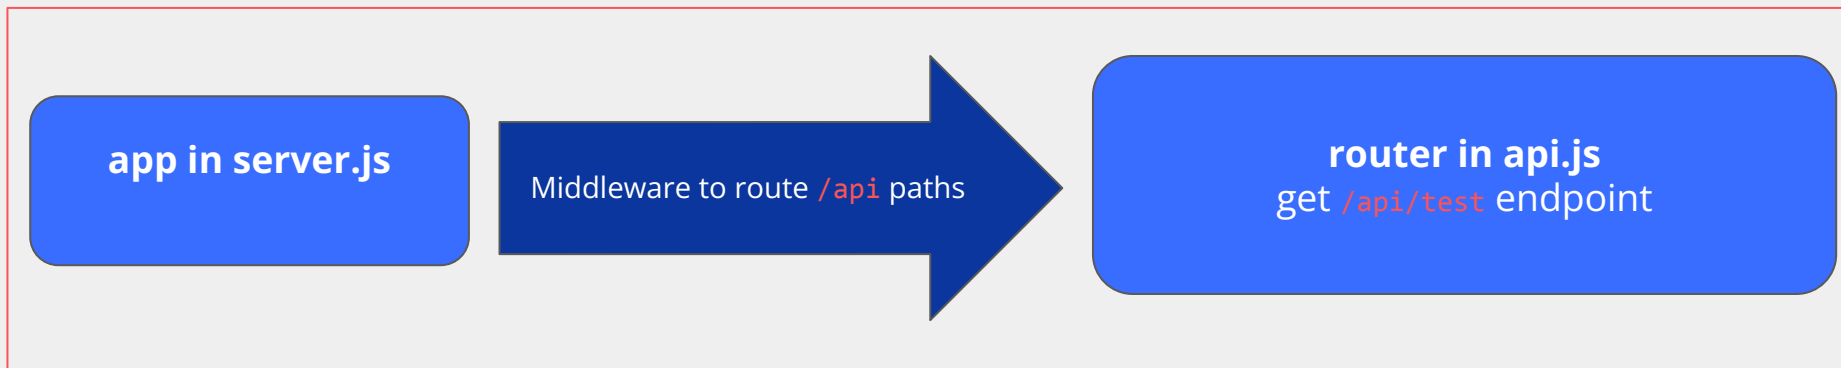 app in server.js
Middleware to route /api paths
router in api.js
get /api/test endpoint